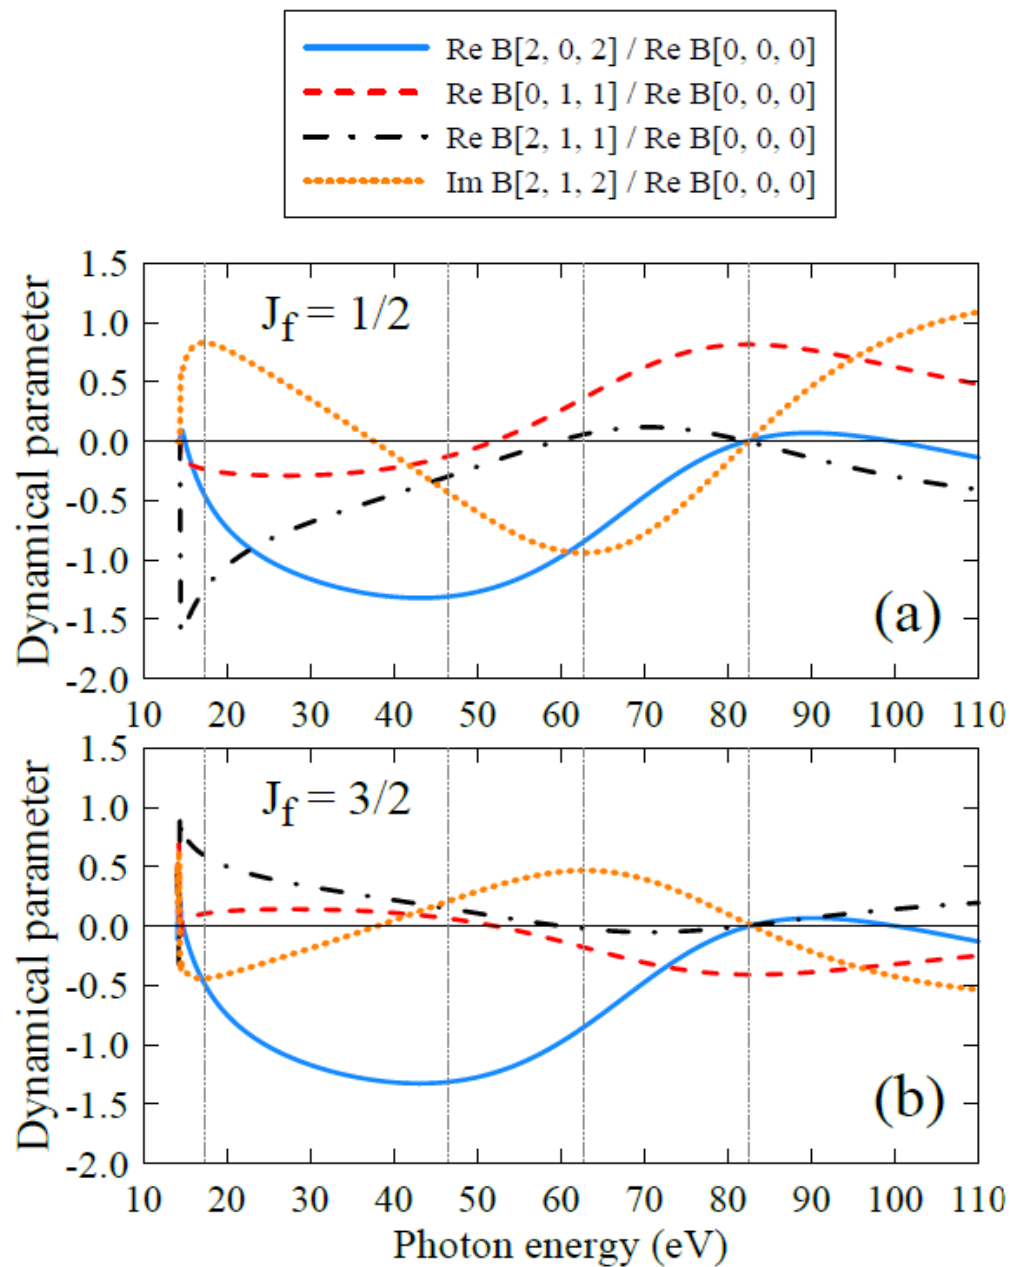 Re B[2, 0, 2] / Re B[0, 0, 0]
Re B[0, 1, 1] / Re B[0, 0, 0]
Re B[2, 1, 1] / Re B[0, 0, 0]
Im B[2, 1, 2] / Re B[0, 0, 0]
Dynamical parameter
1.5
1.0
0.5
0.0
-0.5
-1.0
-1.5
-2.0
J_f = 1/2
(a)
10 20 30 40 50 60 70 80 90 100 110
Dynamical parameter
1.5
1.0
0.5
0.0
-0.5
-1.0
-1.5
-2.0
J_f = 3/2
(b)
10 20 30 40 50 60 70 80 90 100 110
Photon energy (eV)